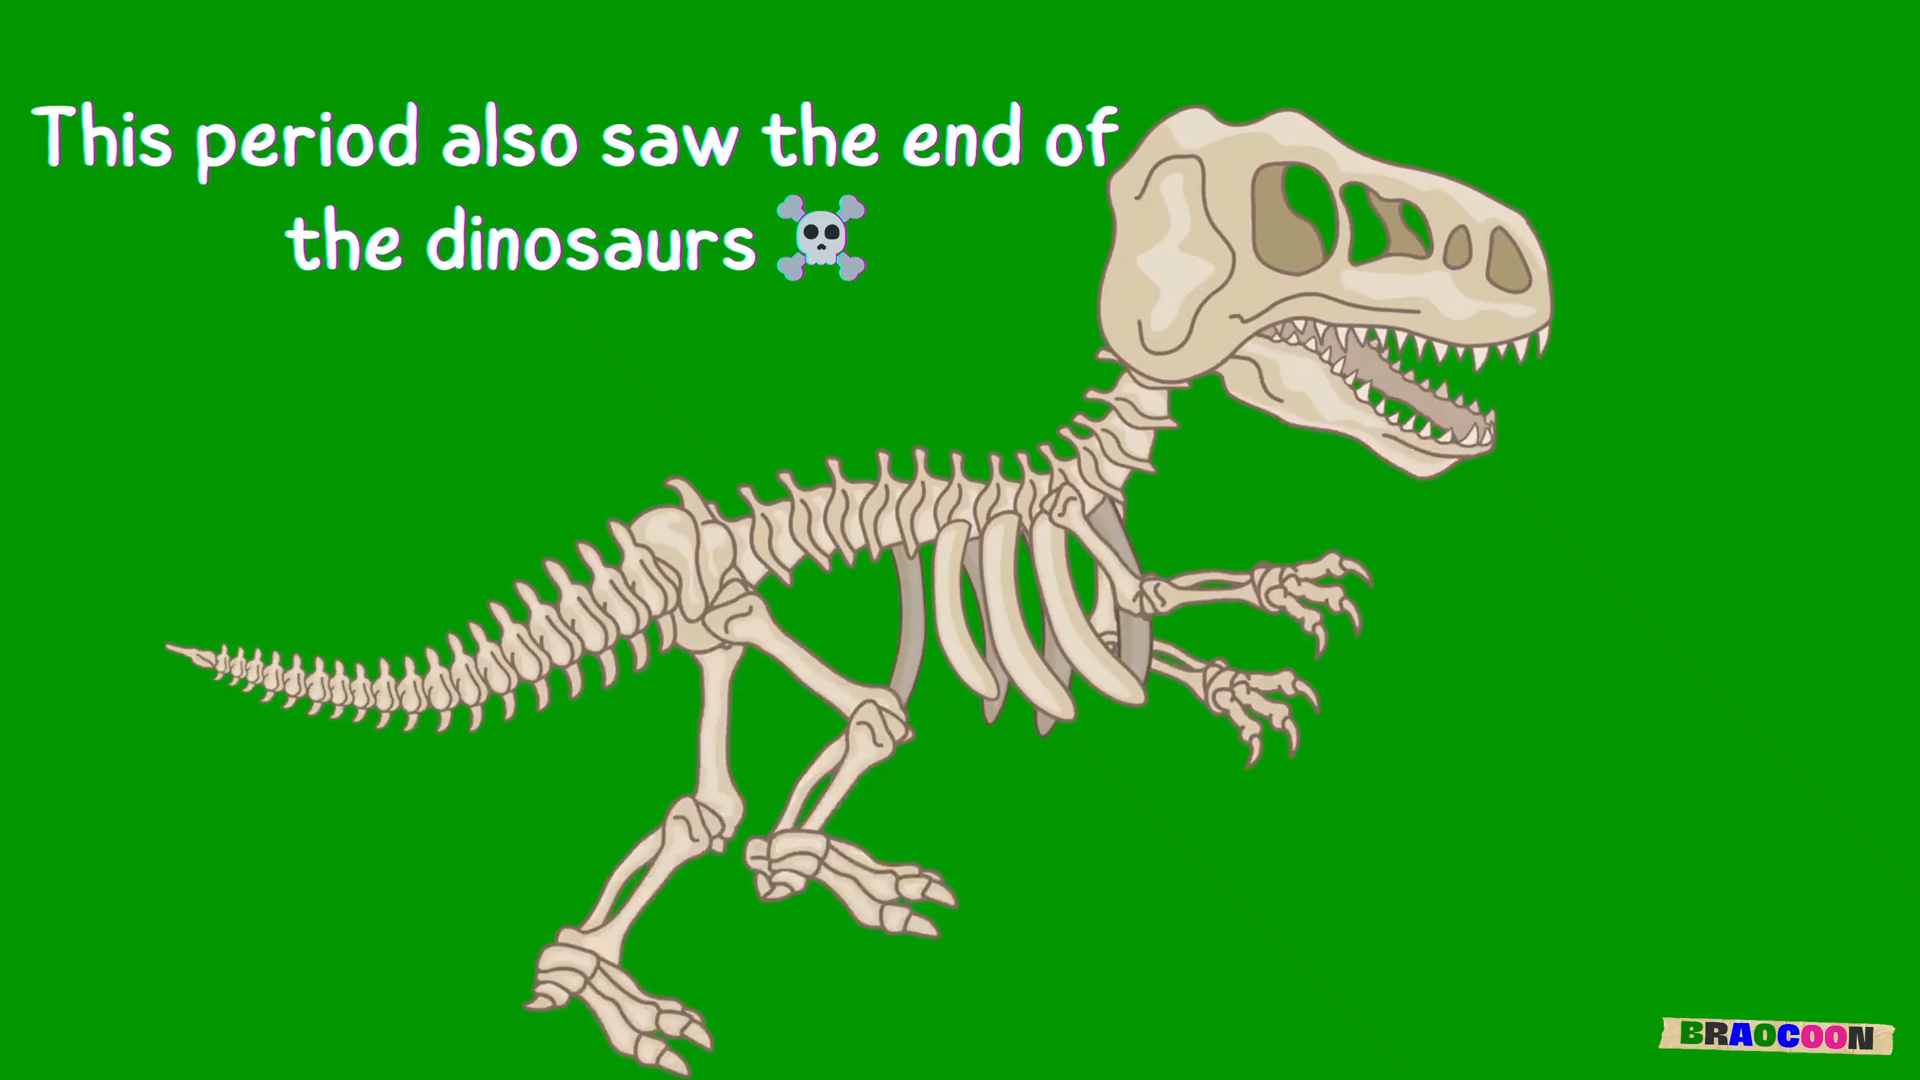 This period also saw the end of
the dinosaurs ☠️
BRAOCOON